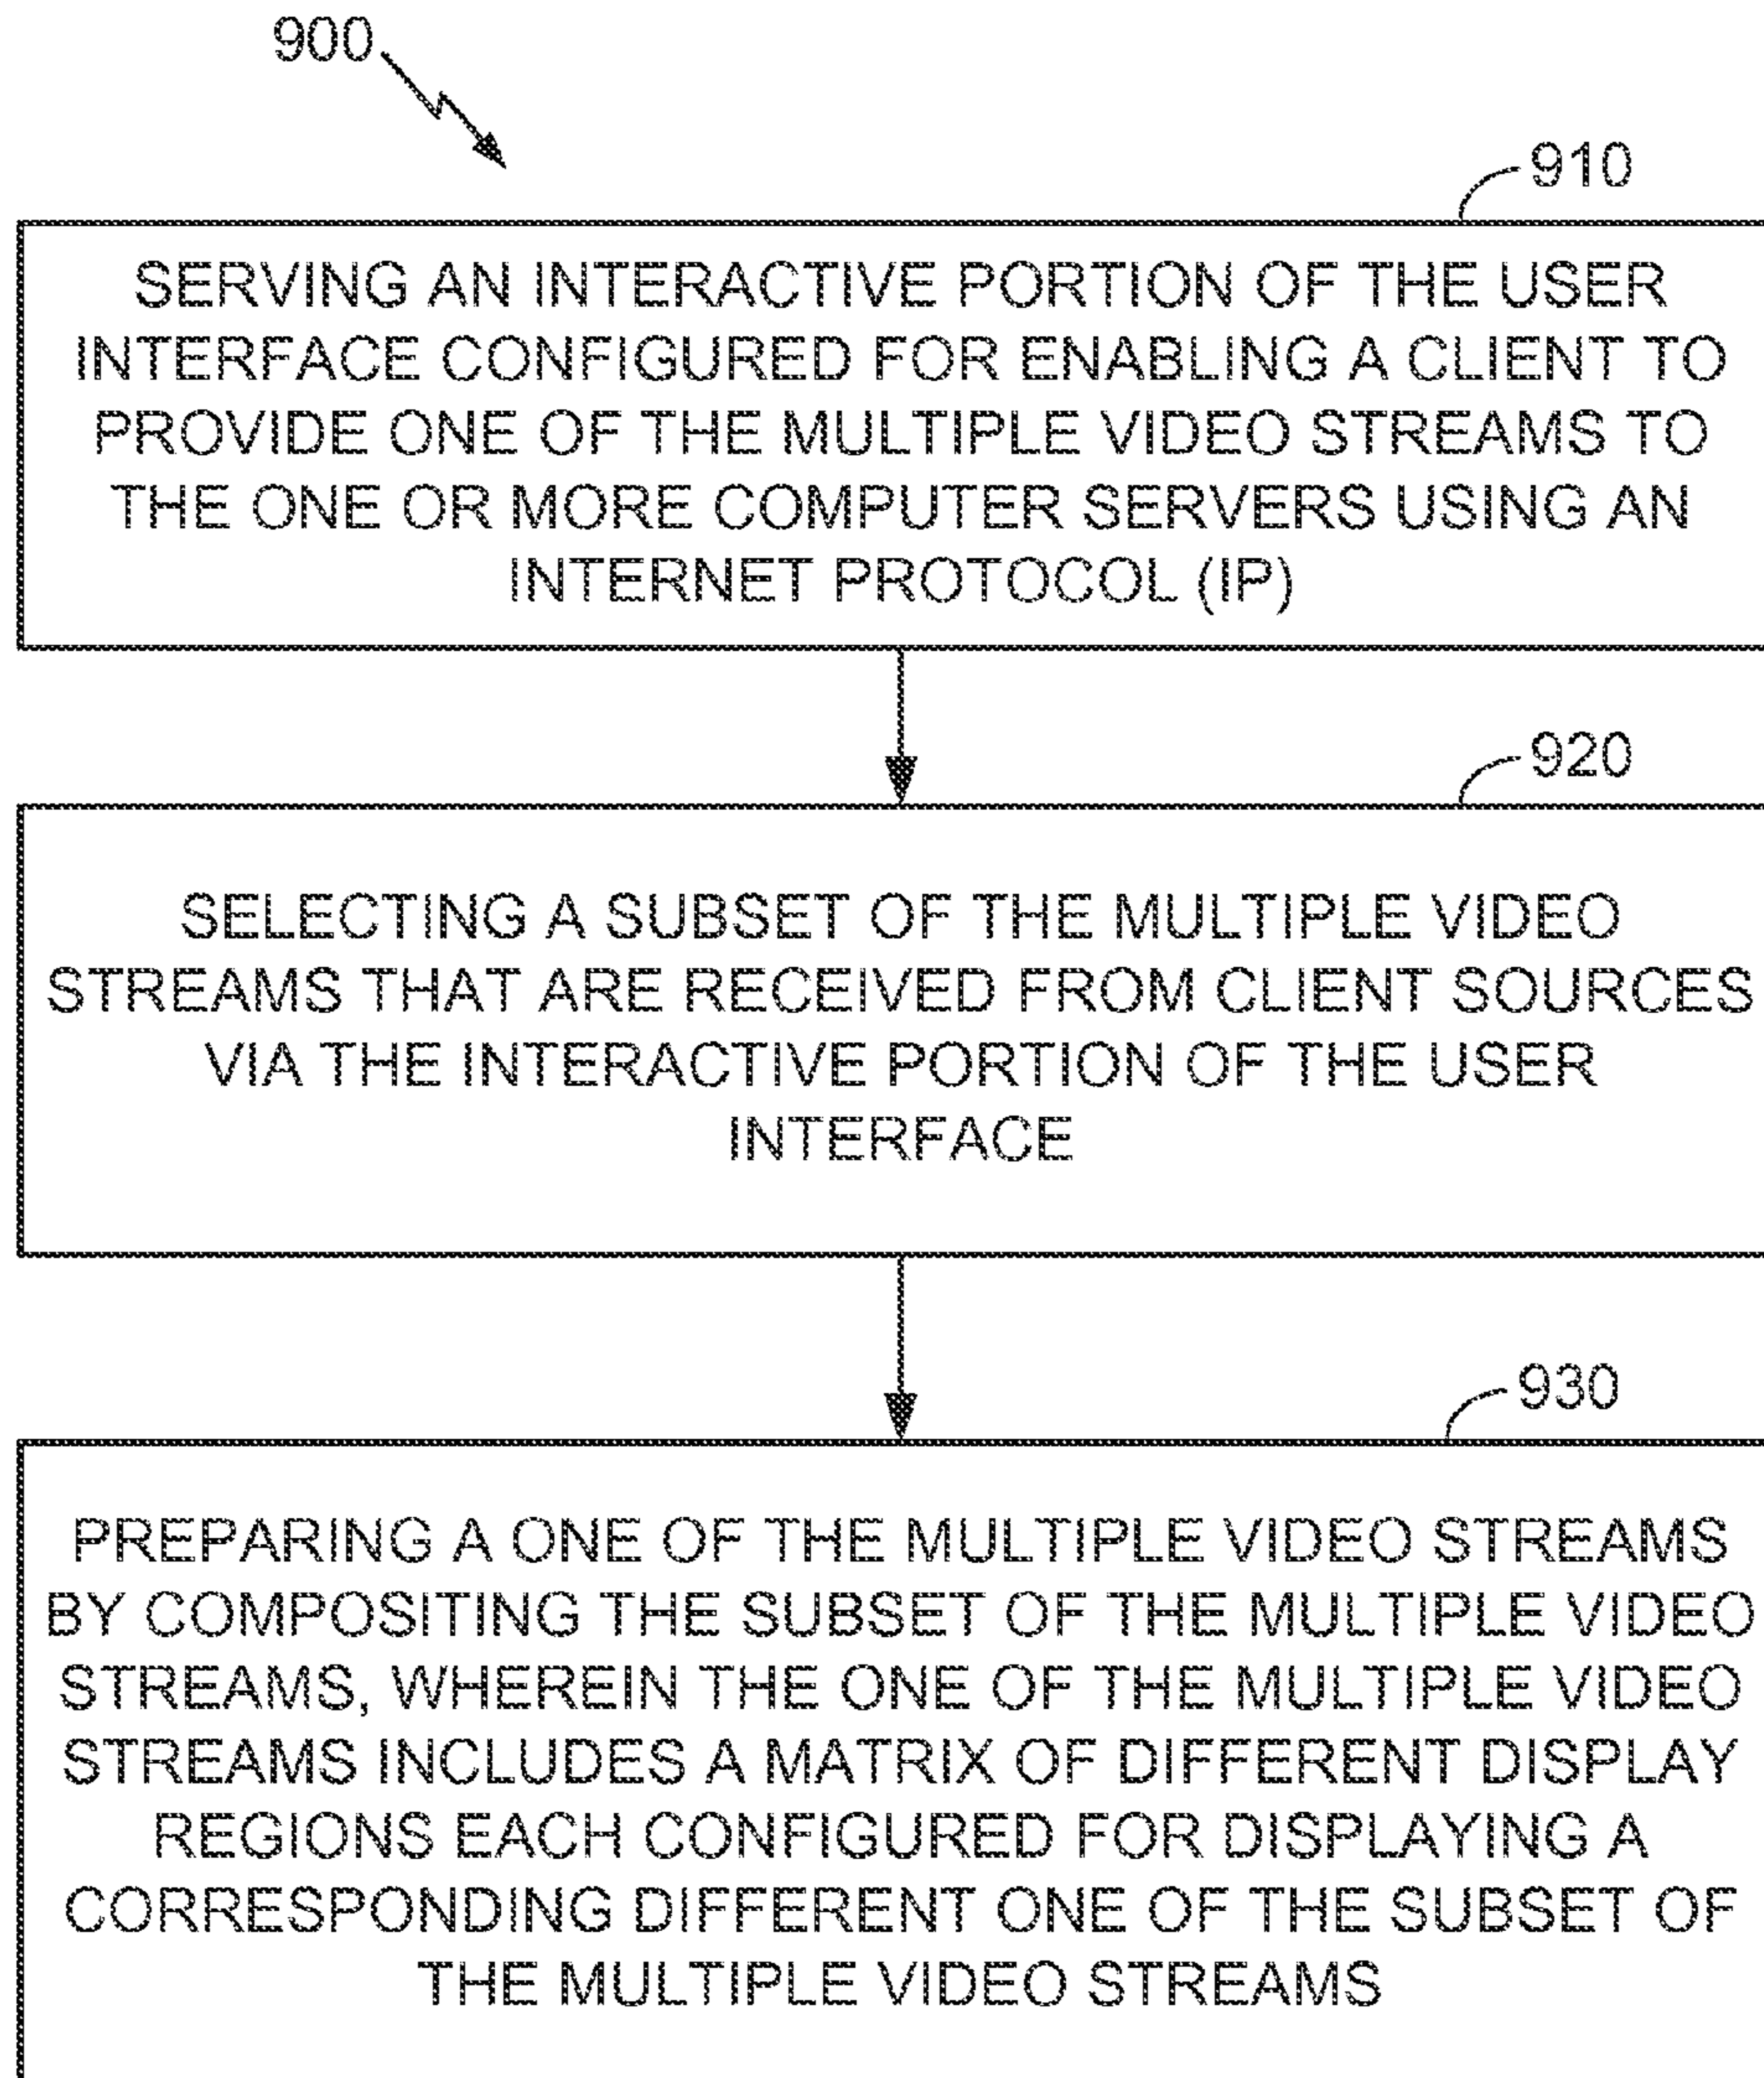 900
910
SERVING AN INTERACTIVE PORTION OF THE USER
INTERFACE CONFIGURED FOR ENABLING A CLIENT TO
PROVIDE ONE OF THE MULTIPLE VIDEO STREAMS TO
THE ONE OR MORE COMPUTER SERVERS USING AN
INTERNET PROTOCOL (IP)
920
SELECTING A SUBSET OF THE MULTIPLE VIDEO
STREAMS THAT ARE RECEIVED FROM CLIENT SOURCES
VIA THE INTERACTIVE PORTION OF THE USER
INTERFACE
930
PREPARING A ONE OF THE MULTIPLE VIDEO STREAMS
BY COMPOSITING THE SUBSET OF THE MULTIPLE VIDEO
STREAMS, WHEREIN THE ONE OF THE MULTIPLE VIDEO
STREAMS INCLUDES A MATRIX OF DIFFERENT DISPLAY
REGIONS EACH CONFIGURED FOR DISPLAYING A
CORRESPONDING DIFFERENT ONE OF THE SUBSET OF
THE MULTIPLE VIDEO STREAMS